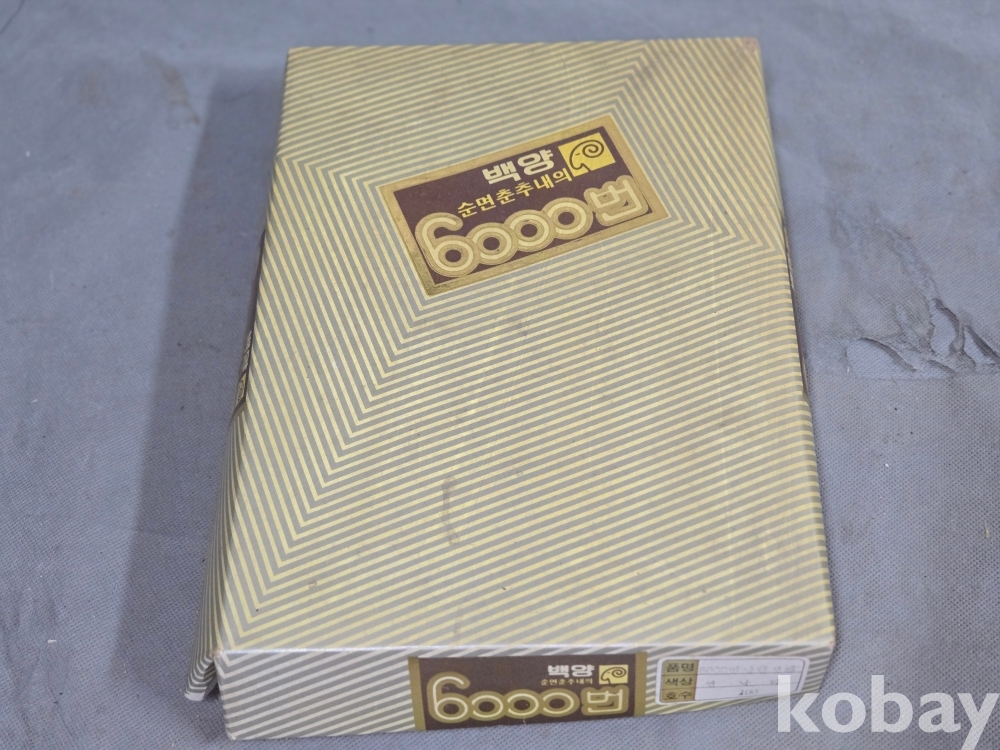 백양
순면춘추내의
6000번
백양
순면춘추내의
6000번
품명
색상
호수
kobay